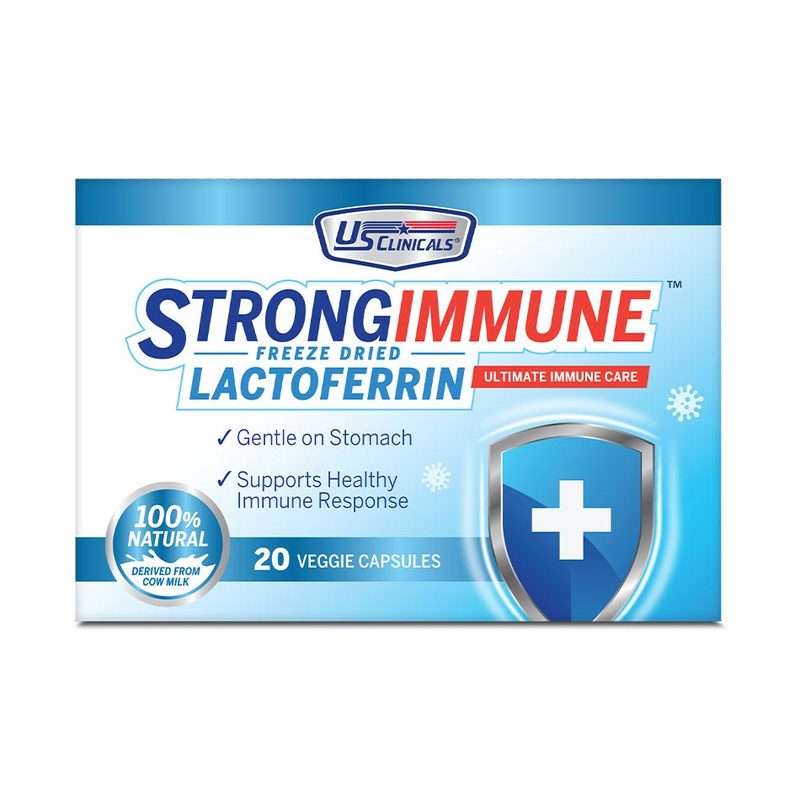 US CLINICALS®
STRONGIMMUNE™
FREEZE DRIED
LACTOFERRIN
ULTIMATE IMMUNE CARE
✓ Gentle on Stomach
✓ Supports Healthy
Immune Response
100%
NATURAL
DERIVED FROM
COW MILK
20 VEGGIE CAPSULES